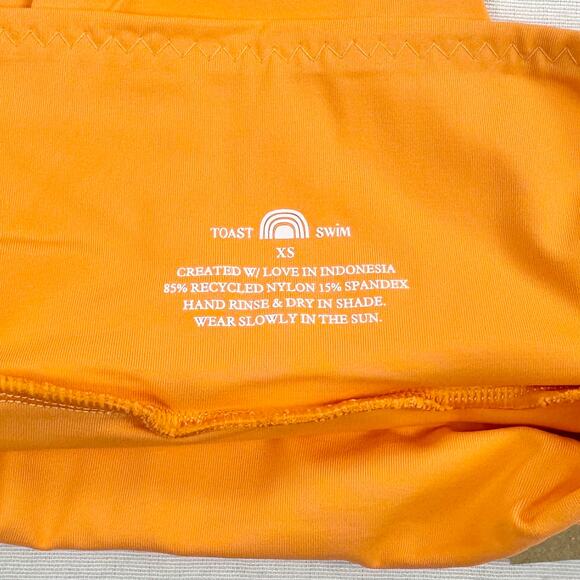 TOAST SWiM
XS
CREATED W/ LOVE IN INDONESIA
85% RECYCLED NYLON 15% SPANDEX
HAND RINSE & DRY IN SHADE.
WEAR SLOWLY IN THE SUN.